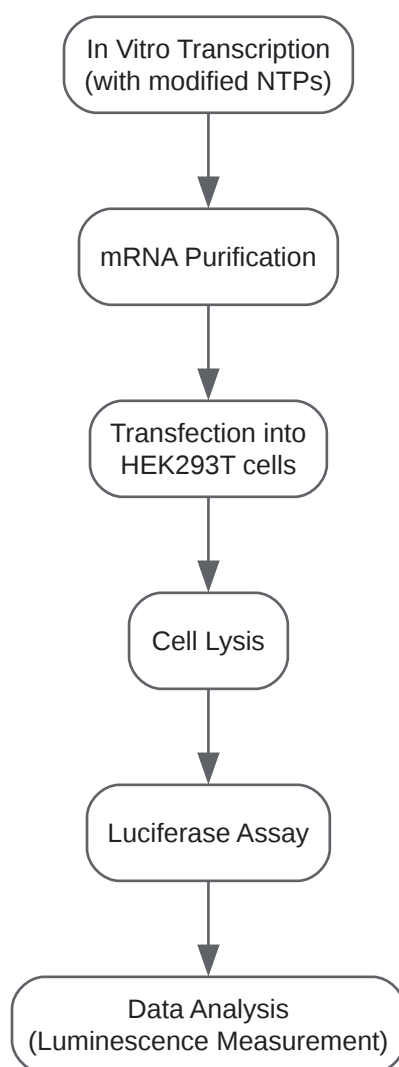 In Vitro Transcription
(with modified NTPs)
mRNA Purification
Transfection into
HEK293T cells
Cell Lysis
Luciferase Assay
Data Analysis
(Luminescence Measurement)